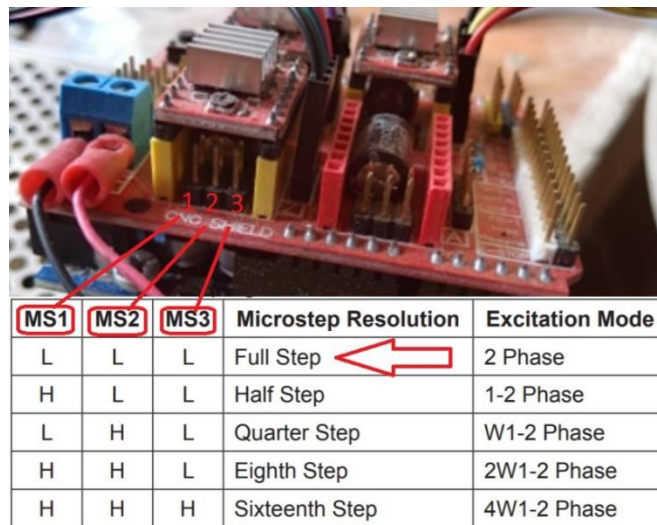 1 2 3
CNC SHIELD
MS1 MS2 MS3 Microstep Resolution Excitation Mode
L L L Full Step 2 Phase
H L L Half Step 1-2 Phase
L H L Quarter Step W1-2 Phase
H H L Eighth Step 2W1-2 Phase
H H H Sixteenth Step 4W1-2 Phase